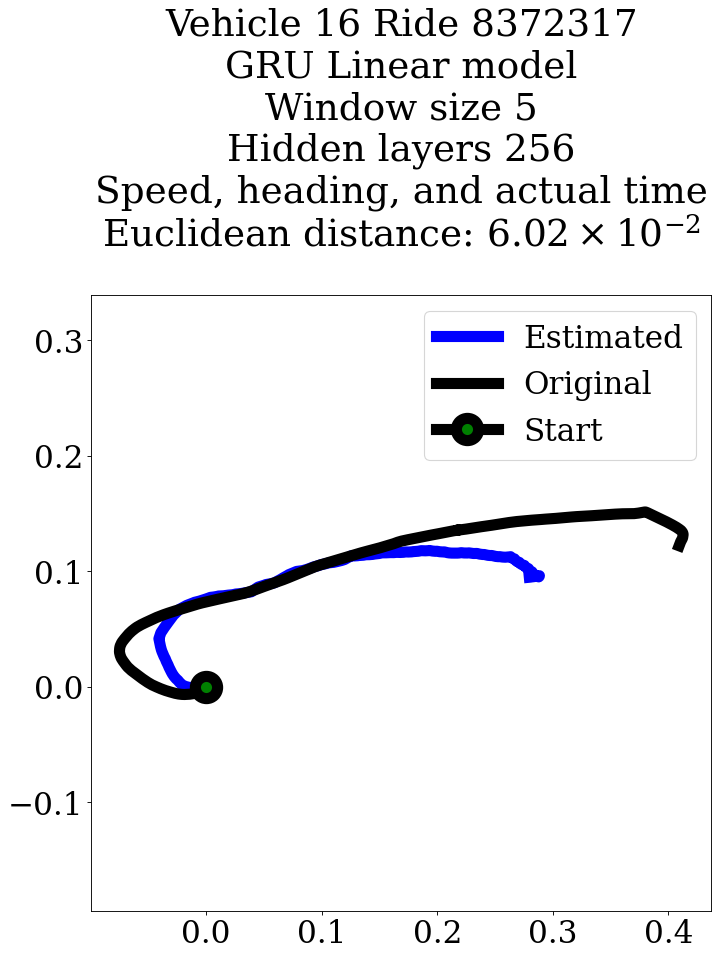 Vehicle 16 Ride 8372317
GRU Linear model
Window size 5
Hidden layers 256
Speed, heading, and actual time
Euclidean distance: 6.02 × 10⁻²
Estimated
Original
Start
0.3
0.2
0.1
0.0
−0.1
0.0 0.1 0.2 0.3 0.4